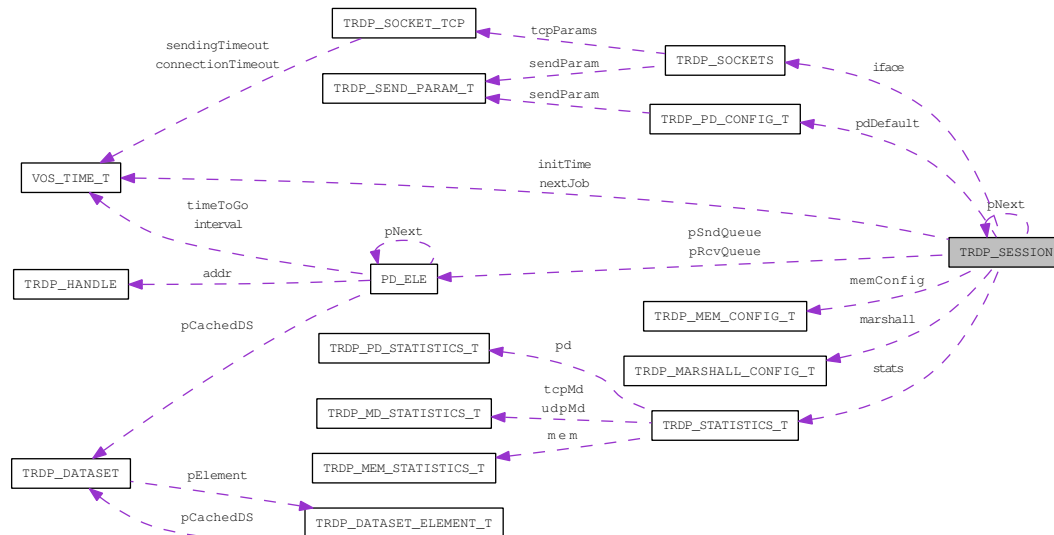 TRDP_SOCKET_TCP
tcpParams
sendingTimeout
connectionTimeout
TRDP_SOCKETS
iface
sendParam
TRDP_SEND_PARAM_T
sendParam
TRDP_PD_CONFIG_T
pdDefault
VOS_TIME_T
initTime
nextJob
timeToGo
interval
pNext
pNext
pSndQueue
pRcvQueue
TRDP_SESSION
TRDP_HANDLE
addr
PD_ELE
memConfig
TRDP_MEM_CONFIG_T
marshall
pCachedDS
TRDP_PD_STATISTICS_T
pd
TRDP_MARSHALL_CONFIG_T
stats
tcpMd
udpMd
TRDP_MD_STATISTICS_T
TRDP_STATISTICS_T
mem
TRDP_MEM_STATISTICS_T
TRDP_DATASET
pElement
pCachedDS
TRDP_DATASET_ELEMENT_T